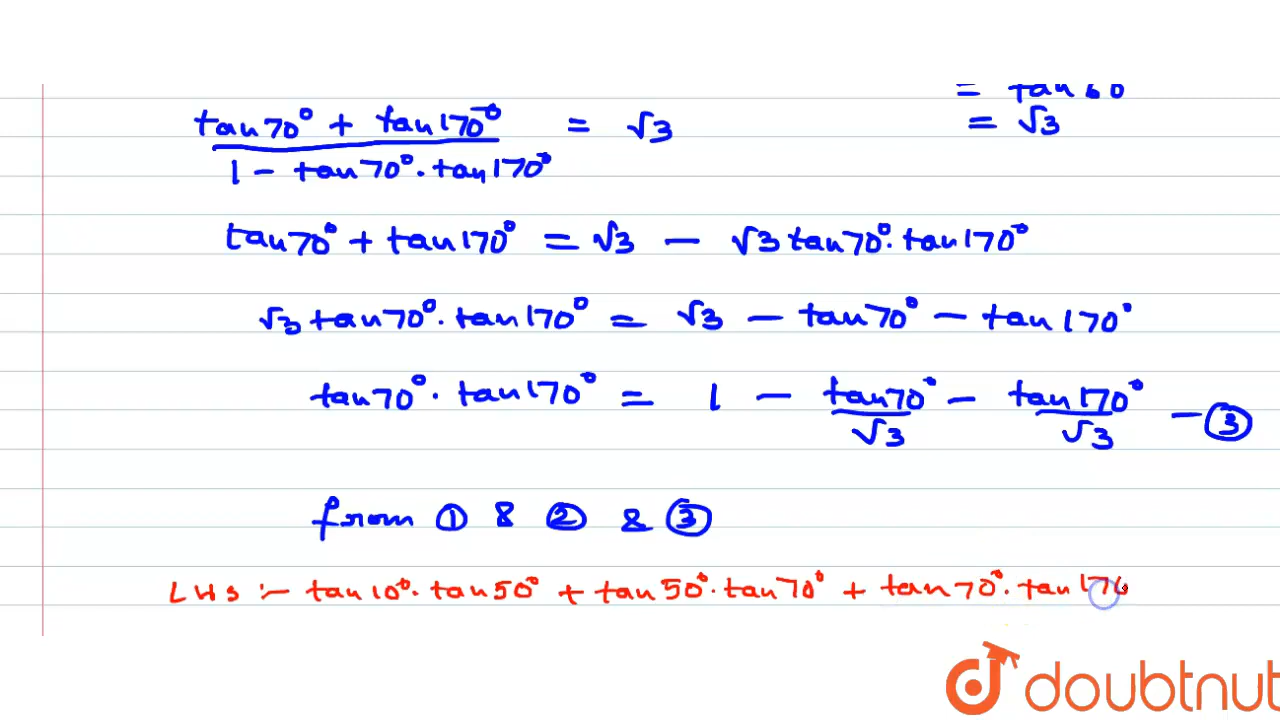 = tan 60
tan70° + tan170° = √3
= √3
1 - tan70°. tan170°
tan70° + tan170° = √3 - √3 tan70°. tan170°
√3 tan70°. tan170° = √3 - tan70° - tan170°
tan70°. tan170° = 1 - tan70° - tan170° - ③
√3 √3
from ① & ② & ③
LHS :- tan10°. tan50° + tan50°. tan70° + tan70°. tan170
doubtnut